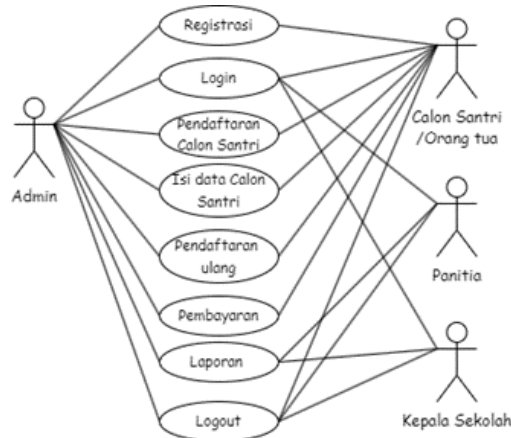 Registrasi
Login
Pendaftaran
Calon Santri
Isi data Calon
Santri
Pendaftaran
ulang
Pembayaran
Laporan
Logout
Admin
Calon Santri
/Orang tua
Panitia
Kepala Sekolah